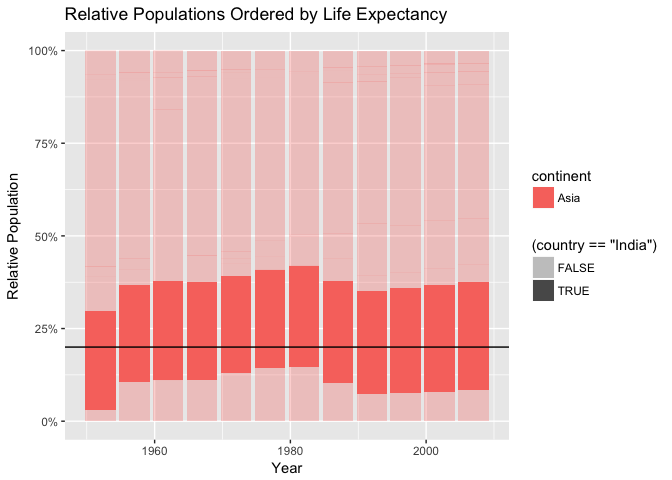 Relative Populations Ordered by Life Expectancy
Relative Population
100%
75%
50%
25%
0%
1960
1980
2000
Year
continent
Asia
(country == "India")
FALSE
TRUE